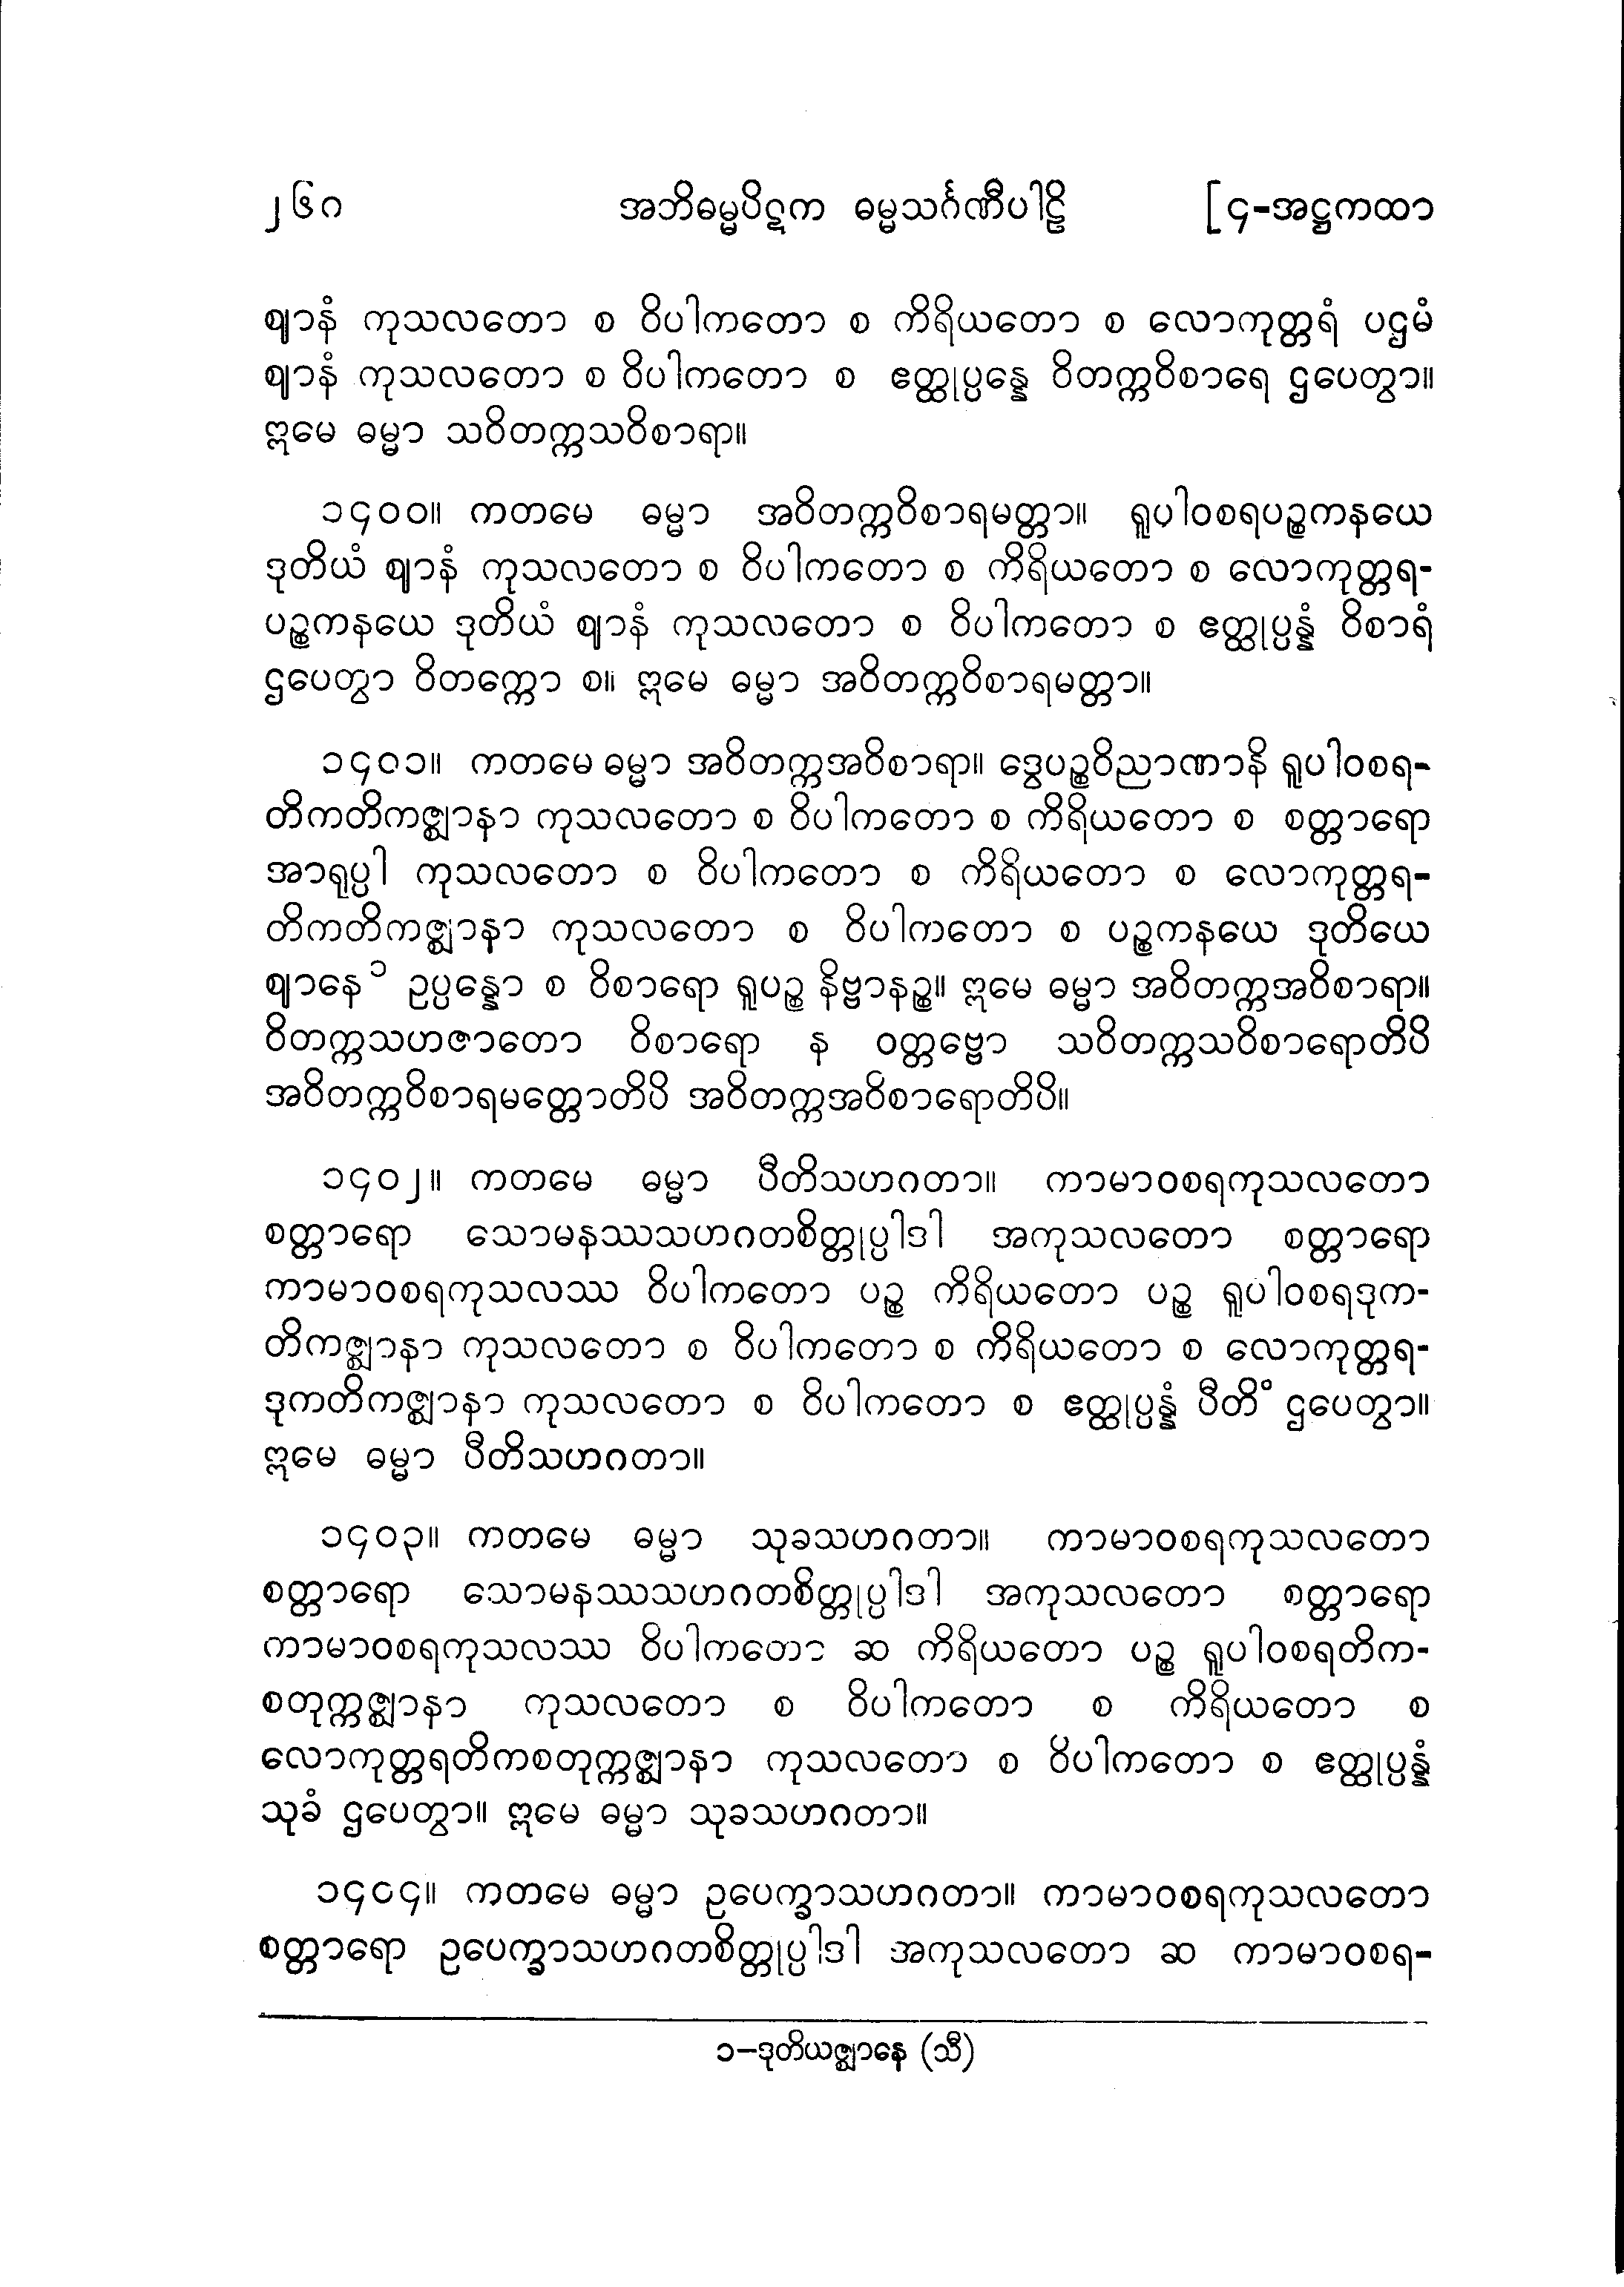 ၂၆၈ အဘိဓမ္မပိဋက ဓမ္မသင်္ဂဏီပါဠိ [၄-အဋ္ဌကထာ
ဈာနံ ကုသလတော စ ဝိပါကတော စ ကိရိယတော စ လောကုတ္တရံ ပဌမံ
ဈာနံ ကုသလတော စ ဝိပါကတော စ ဧတ္ထုပ္ပန္နေ ဝိတက္ကဝိစာရေ ဌပေတွာ။
ဣမေ ဓမ္မာ သဝိတက္ကသဝိစာရာ။
၁၄၀၀။ ကတမေ ဓမ္မာ အဝိတက္ကဝိစာရမတ္တာ။ ရူပါဝစရပဉ္စကနယေ
ဒုတိယံ ဈာနံ ကုသလတော စ ဝိပါကတော စ ကိရိယတော စ လောကုတ္တရ-
ပဉ္စကနယေ ဒုတိယံ ဈာနံ ကုသလတော စ ဝိပါကတော စ ဧတ္ထုပ္ပန္နံ ဝိစာရံ
ဌပေတွာ ဝိတက္ကော စ။ ဣမေ ဓမ္မာ အဝိတက္ကဝိစာရမတ္တာ။
၁၄၀၁။ ကတမေ ဓမ္မာ အဝိတက္ကအဝိစာရာ။ ဒွေပဉ္စဝိညာဏာနိ ရူပါဝစရ-
တိကတိကဇ္ဈာနာ ကုသလတော စ ဝိပါကတော စ ကိရိယတော စ စတ္တာရော
အာရုပ္ပါ ကုသလတော စ ဝိပါကတော စ ကိရိယတော စ လောကုတ္တရ-
တိကတိကဇ္ဈာနာ ကုသလတော စ ဝိပါကတော စ ပဉ္စကနယေ ဒုတိယေ
ဈာနေ ၁ ဥပ္ပန္နော စ ဝိစာရော ရူပဉ္စ နိဗ္ဗာနဉ္စ။ ဣမေ ဓမ္မာ အဝိတက္ကအဝိစာရာ။
ဝိတက္ကသဟဇာတော ဝိစာရော န ဝတ္တဗ္ဗော သဝိတက္ကသဝိစာရောတိပိ
အဝိတက္ကဝိစာရမတ္တောတိပိ အဝိတက္ကအဝိစာရောတိပိ။
၁၄၀၂။ ကတမေ ဓမ္မာ ပီတိသဟဂတာ။ ကာမာဝစရကုသလတော
စတ္တာရော သောမနဿသဟဂတစိတ္တုပ္ပါဒါ အကုသလတော စတ္တာရော
ကာမာဝစရကုသလဿ ဝိပါကတော ပဉ္စ ကိရိယတော ပဉ္စ ရူပါဝစရဒုက-
တိကဇ္ဈာနာ ကုသလတော စ ဝိပါကတော စ ကိရိယတော စ လောကုတ္တရ-
ဒုကတိကဇ္ဈာနာ ကုသလတော စ ဝိပါကတော စ ဧတ္ထုပ္ပန္နံ ပီတိံ ဌပေတွာ။
ဣမေ ဓမ္မာ ပီတိသဟဂတာ။
၁၄၀၃။ ကတမေ ဓမ္မာ သုခသဟဂတာ။ ကာမာဝစရကုသလတော
စတ္တာရော သောမနဿသဟဂတစိတ္တုပ္ပါဒါ အကုသလတော စတ္တာရော
ကာမာဝစရကုသလဿ ဝိပါကတော ဆ ကိရိယတော ပဉ္စ ရူပါဝစရတိက-
စတုက္ကဇ္ဈာနာ ကုသလတော စ ဝိပါကတော စ ကိရိယတော စ
လောကုတ္တရတိကစတုက္ကဇ္ဈာနာ ကုသလတော စ ဝိပါကတော စ ဧတ္ထုပ္ပန္နံ
သုခံ ဌပေတွာ။ ဣမေ ဓမ္မာ သုခသဟဂတာ။
၁၄၀၄။ ကတမေ ဓမ္မာ ဥပေက္ခာသဟဂတာ။ ကာမာဝစရကုသလတော
စတ္တာရော ဥပေက္ခာသဟဂတစိတ္တုပ္ပါဒါ အကုသလတော ဆ ကာမာဝစရ-
၁-ဒုတိယဇ္ဈာနေ (သီ)